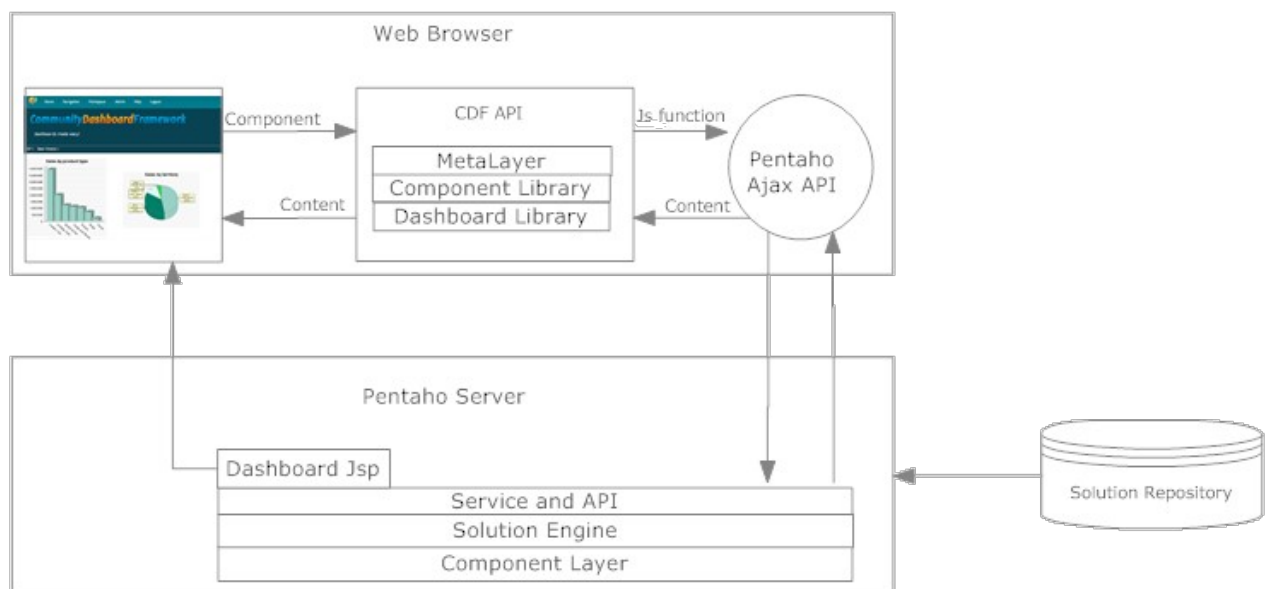 Web Browser
CommunityDashboardFramework
Component
Content
CDF API
MetaLayer
Component Library
Dashboard Library
Js function
Content
Pentaho
Ajax API
Pentaho Server
Dashboard Jsp
Service and API
Solution Engine
Component Layer
Solution Repository